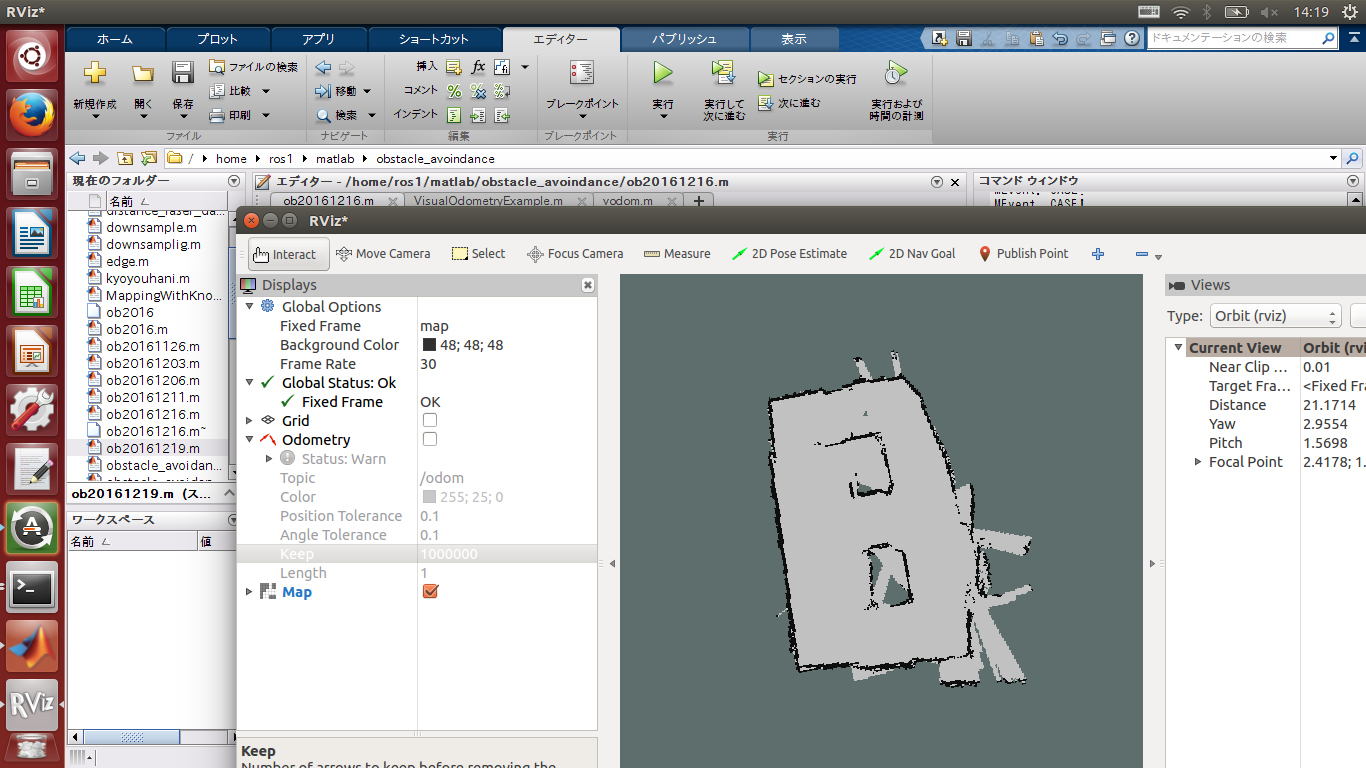 RViz*
14:19
ホーム
プロット
アプリ
ショートカット
エディター
パブリッシュ
表示
ドキュメンテーションの検索
新規作成
開く
保存
ファイルの検索
比較
印刷
ファイル
移動
検索
ナビゲート
挿入
fx
コメント
インデント
編集
ブレークポイント
ブレークポイント
実行
実行して
次に進む
セクションの実行
次に進む
実行および
時間の計測
実行
/ home ros1 matlab obstacle_avoindance
現在のフォルダー
名前
downsample.m
downsamplig.m
edge.m
kyoyouhani.m
MappingWithKno...
ob2016
ob2016.m
ob20161126.m
ob20161203.m
ob20161206.m
ob20161211.m
ob20161216.m
ob20161216.m~
ob20161219.m
obstacle_avoidan...
ob20161219.m (ス...
ワークスペース
名前
値
エディター - /home/ros1/matlab/obstacle_avoindance/ob20161216.m
ob20161216.m
VisualOdometryExample.m
vodom.m
コマンド ウィンドウ
RViz*
Interact
Move Camera
Select
Focus Camera
Measure
2D Pose Estimate
2D Nav Goal
Publish Point
Displays
Global Options
Fixed Frame map
Background Color 48; 48; 48
Frame Rate 30
Global Status: Ok
Fixed Frame OK
Grid
Odometry
Status: Warn
Topic /odom
Color 255; 25; 0
Position Tolerance 0.1
Angle Tolerance 0.1
Keep 1000000
Length 1
Map
Keep
Number of arrows to keep before removing the
Views
Type: Orbit (rviz)
Current View Orbit (rviz
Near Clip ... 0.01
Target Fra... <Fixed Fra
Distance 21.1714
Yaw 2.9554
Pitch 1.5698
Focal Point 2.4178; 1.
RViz